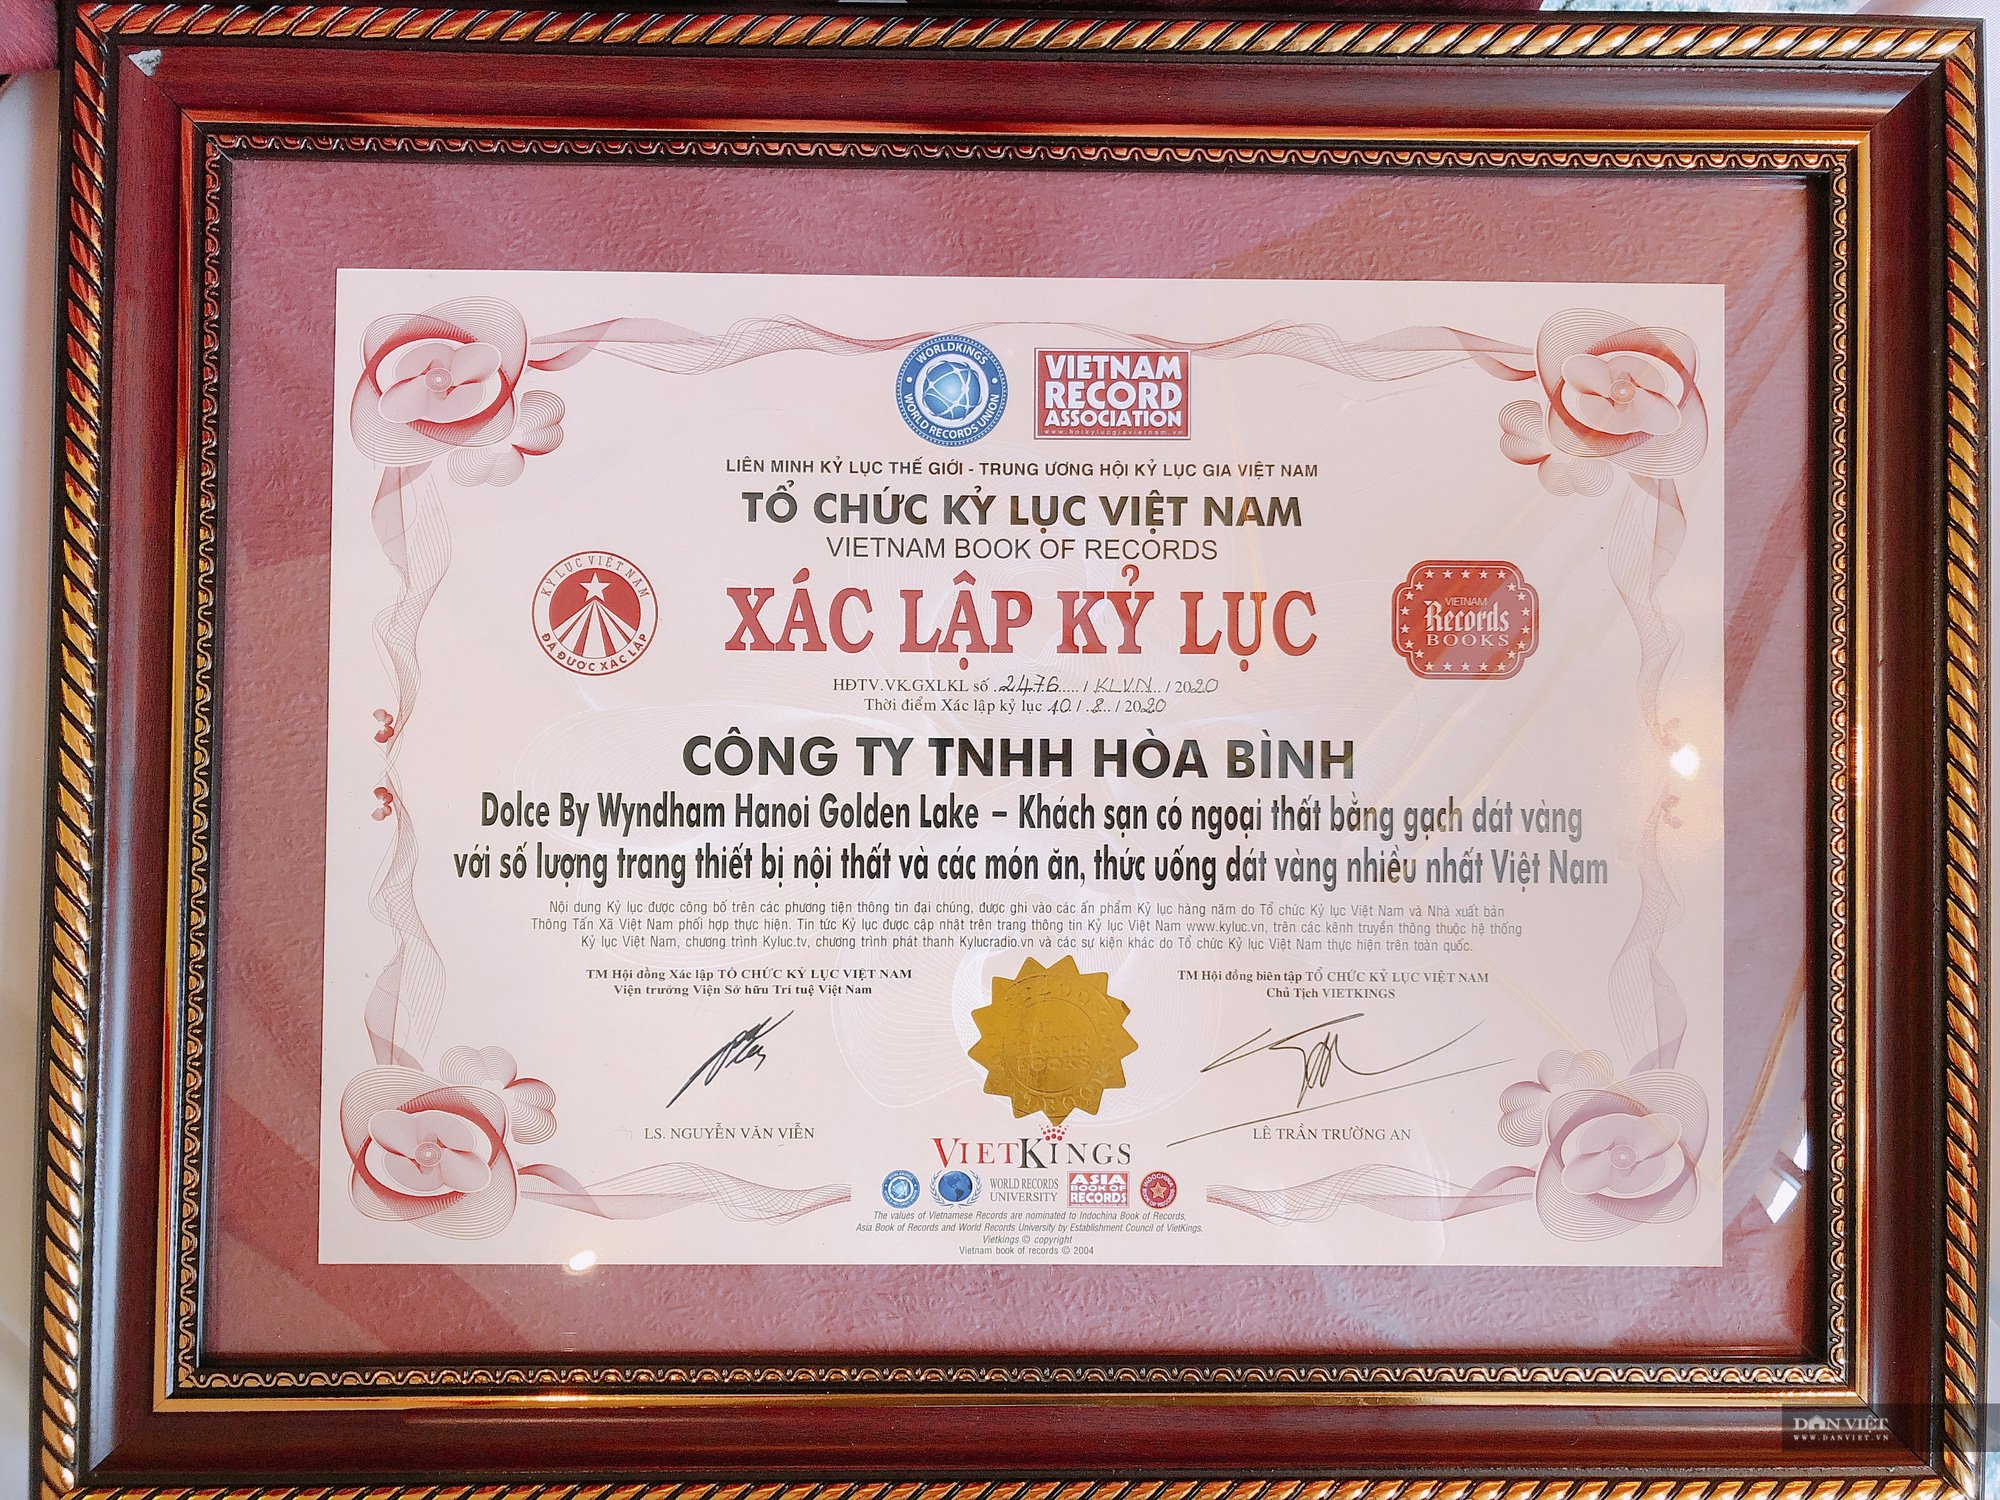 WORLDKINGS
WORLD RECORDS UNION
VIETNAM
RECORD
ASSOCIATION
www.hoikylucgiavietnam.vn
LIÊN MINH KỶ LỤC THẾ GIỚI - TRUNG ƯƠNG HỘI KỶ LỤC GIA VIỆT NAM
TỔ CHỨC KỶ LỤC VIỆT NAM
VIETNAM BOOK OF RECORDS
KỶ LỤC VIỆT NAM
ĐÃ ĐƯỢC XÁC LẬP
XÁC LẬP KỶ LỤC
VIETNAM
Records
BOOKS
HĐTV.VK.GXLKL số 2476 / KLVN / 2020
Thời điểm Xác lập kỷ lục 10 / 8 / 2020
CÔNG TY TNHH HÒA BÌNH
Dolce By Wyndham Hanoi Golden Lake – Khách sạn có ngoại thất bằng gạch dát vàng
với số lượng trang thiết bị nội thất và các món ăn, thức uống dát vàng nhiều nhất Việt Nam
Nội dung Kỷ lục được công bố trên các phương tiện thông tin đại chúng, được ghi vào các ấn phẩm Kỷ lục hàng năm do Tổ chức Kỷ lục Việt Nam và Nhà xuất bản
Thông Tấn Xã Việt Nam phối hợp thực hiện. Tin tức Kỷ lục được cập nhật trên trang thông tin Kỷ lục Việt Nam www.kyluc.vn, trên các kênh truyền thông thuộc hệ thống
Kỷ lục Việt Nam, chương trình Kyluc.tv, chương trình phát thanh Kylucradio.vn và các sự kiện khác do Tổ chức Kỷ lục Việt Nam thực hiện trên toàn quốc.
TM Hội đồng Xác lập TỔ CHỨC KỶ LỤC VIỆT NAM
Viện trưởng Viện Sở hữu Trí tuệ Việt Nam
TM Hội đồng biên tập TỔ CHỨC KỶ LỤC VIỆT NAM
Chủ Tịch VIETKINGS
BOOKS
LS. NGUYỄN VĂN VIỄN
LÊ TRẦN TRƯỜNG AN
VIETKINGS
WORLD RECORDS
UNIVERSITY
ASIA
BOOK OF
RECORDS
The values of Vietnamese Records are nominated to Indochina Book of Records,
Asia Book of Records and World Records University by Establishment Council of VietKings.
Vietkings © copyright
Vietnam book of records © 2004
DÂN VIỆT
WWW.DANVIET.VN